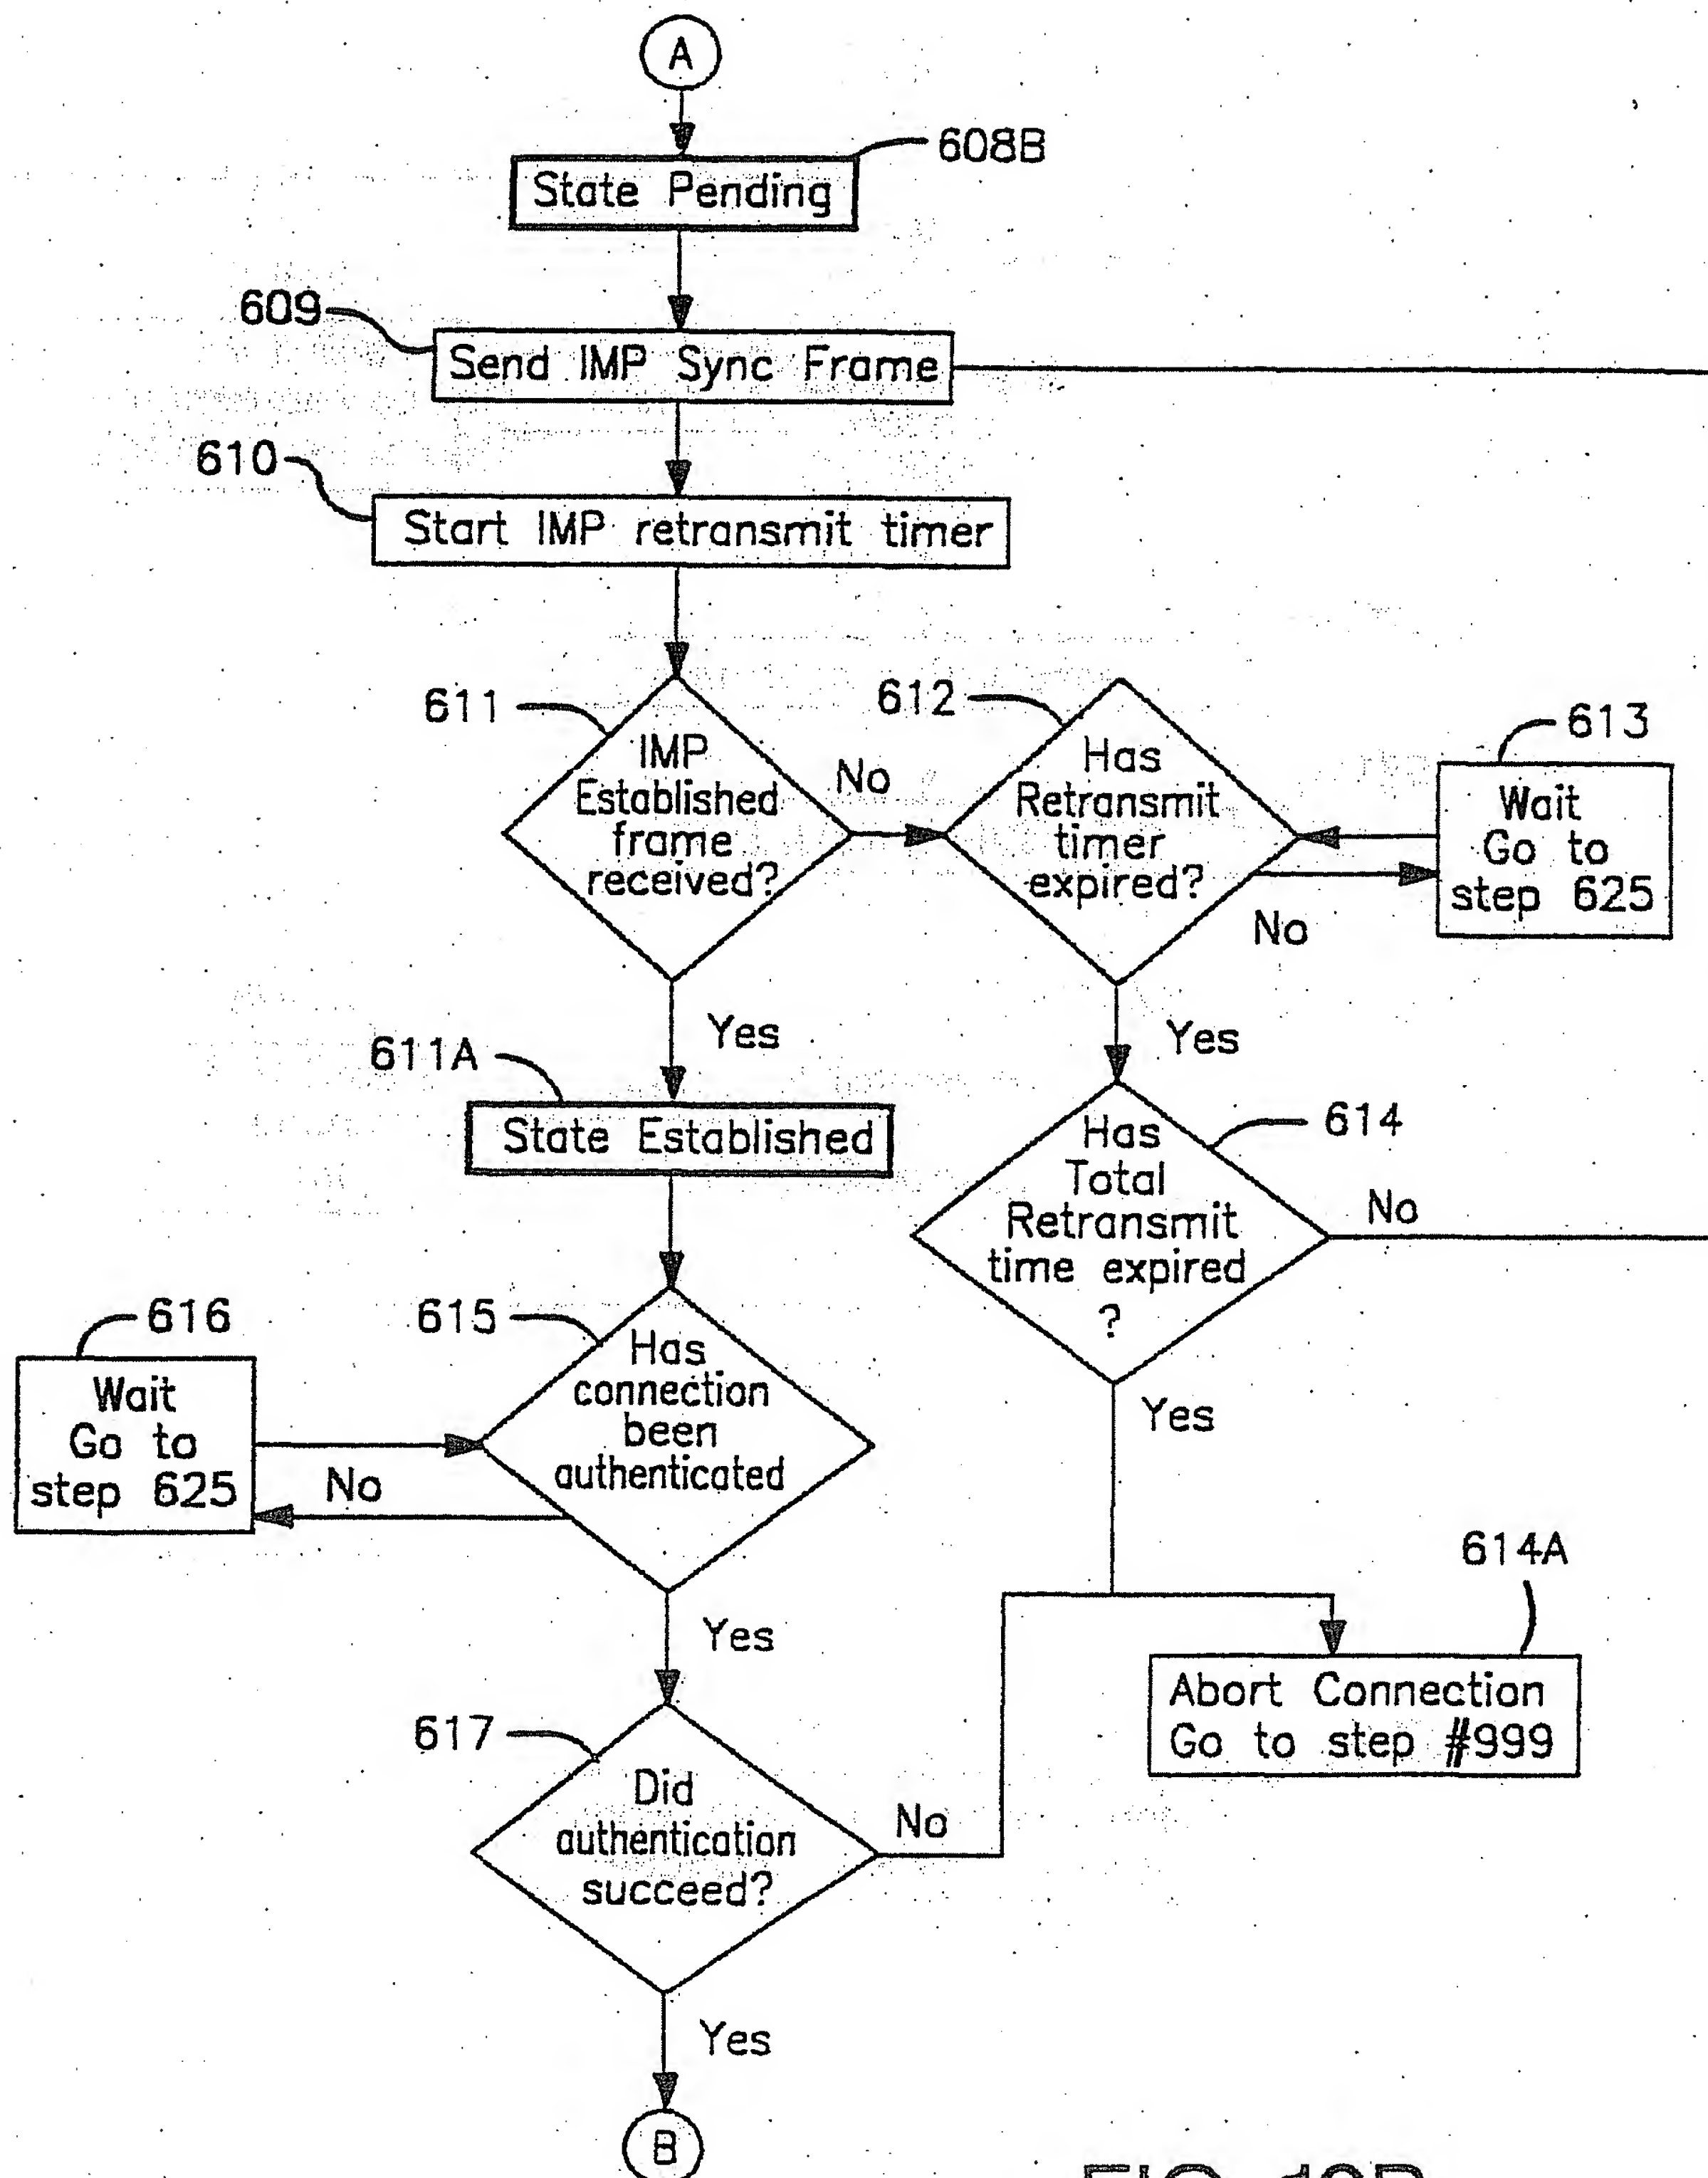 A
608B
State Pending
609
Send IMP Sync Frame
610
Start IMP retransmit timer
611
IMP
Established
frame
received?
No
612
Has
Retransmit
timer
expired?
No
613
Wait
Go to
step 625
Yes
Yes
611A
State Established
614
Has
Total
Retransmit
time expired
?
No
Yes
616
Wait
Go to
step 625
No
615
Has
connection
been
authenticated
Yes
614A
Abort Connection
Go to step #999
617
Did
authentication
succeed?
No
Yes
B